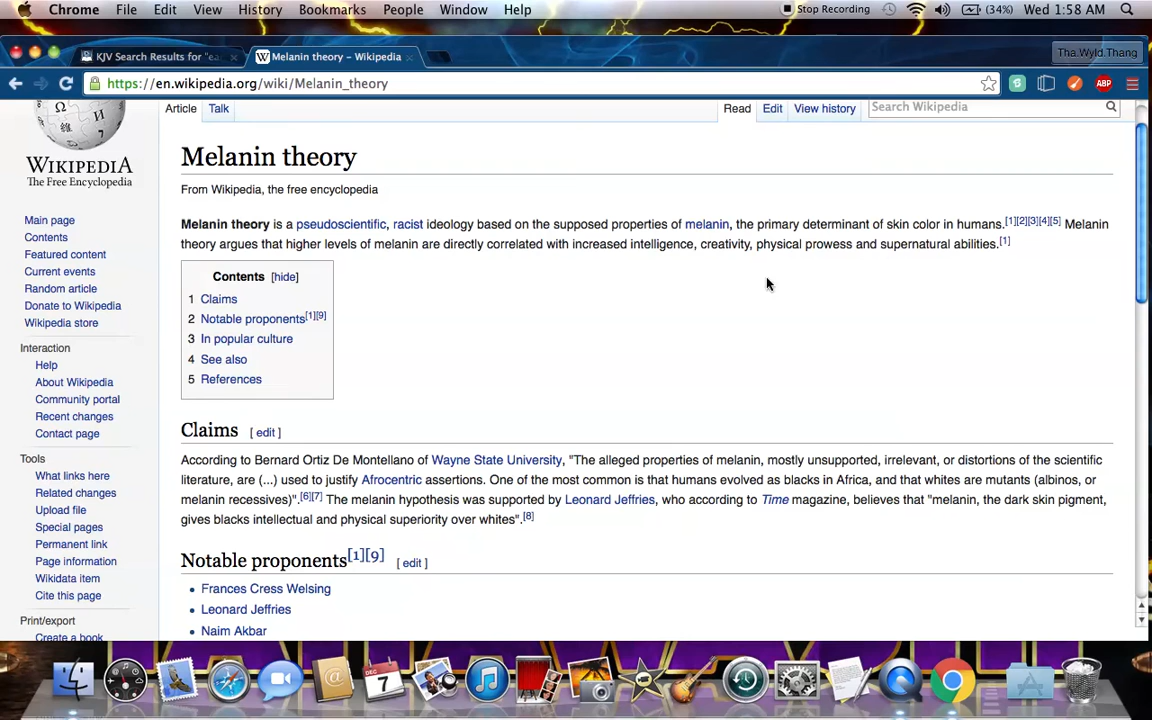 Chrome File Edit View History Bookmarks People Window Help Stop Recording (34%) Wed 1:58 AM
KJV Search Results for "ea Melanin theory – Wikipedia Tha.Wyld.Thang
https://en.wikipedia.org/wiki/Melanin_theory ABP
Article Talk Read Edit View history Search Wikipedia
WIKIPEDIA
The Free Encyclopedia
Main page
Contents
Featured content
Current events
Random article
Donate to Wikipedia
Wikipedia store
Interaction
Help
About Wikipedia
Community portal
Recent changes
Contact page
Tools
What links here
Related changes
Upload file
Special pages
Permanent link
Page information
Wikidata item
Cite this page
Print/export
Create a book
Melanin theory
From Wikipedia, the free encyclopedia
Melanin theory is a pseudoscientific, racist ideology based on the supposed properties of melanin, the primary determinant of skin color in humans.[1][2][3][4][5] Melanin
theory argues that higher levels of melanin are directly correlated with increased intelligence, creativity, physical prowess and supernatural abilities.[1]
Contents [hide]
1 Claims
2 Notable proponents[1][9]
3 In popular culture
4 See also
5 References
Claims [ edit ]
According to Bernard Ortiz De Montellano of Wayne State University, "The alleged properties of melanin, mostly unsupported, irrelevant, or distortions of the scientific
literature, are (...) used to justify Afrocentric assertions. One of the most common is that humans evolved as blacks in Africa, and that whites are mutants (albinos, or
melanin recessives)".[6][7] The melanin hypothesis was supported by Leonard Jeffries, who according to Time magazine, believes that "melanin, the dark skin pigment,
gives blacks intellectual and physical superiority over whites".[8]
Notable proponents[1][9] [ edit ]
Frances Cress Welsing
Leonard Jeffries
Naim Akbar
DEC
7